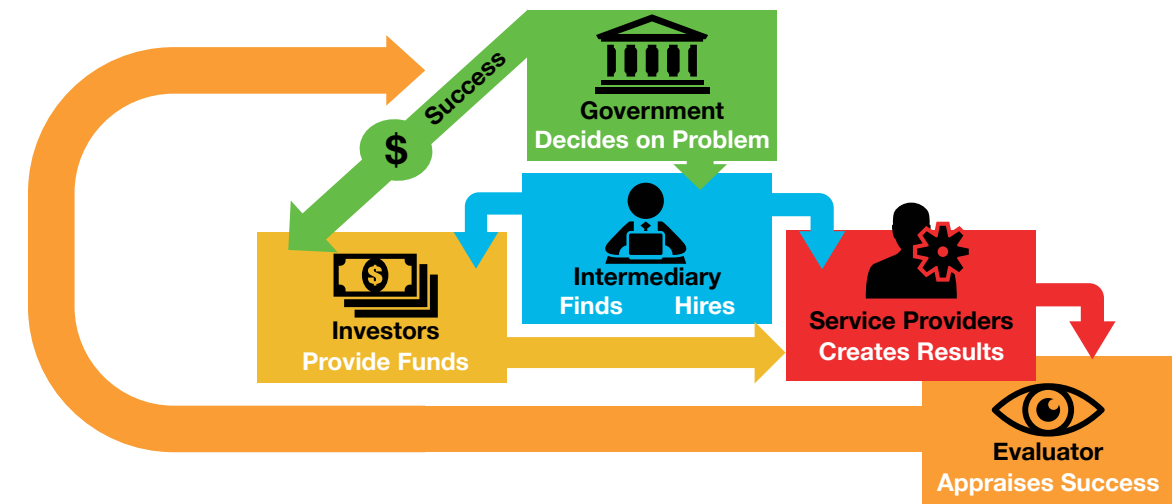 Success
$
Government
Decides on Problem
Intermediary
Finds Hires
$
Investors
Provide Funds
Service Providers
Creates Results
Evaluator
Appraises Success